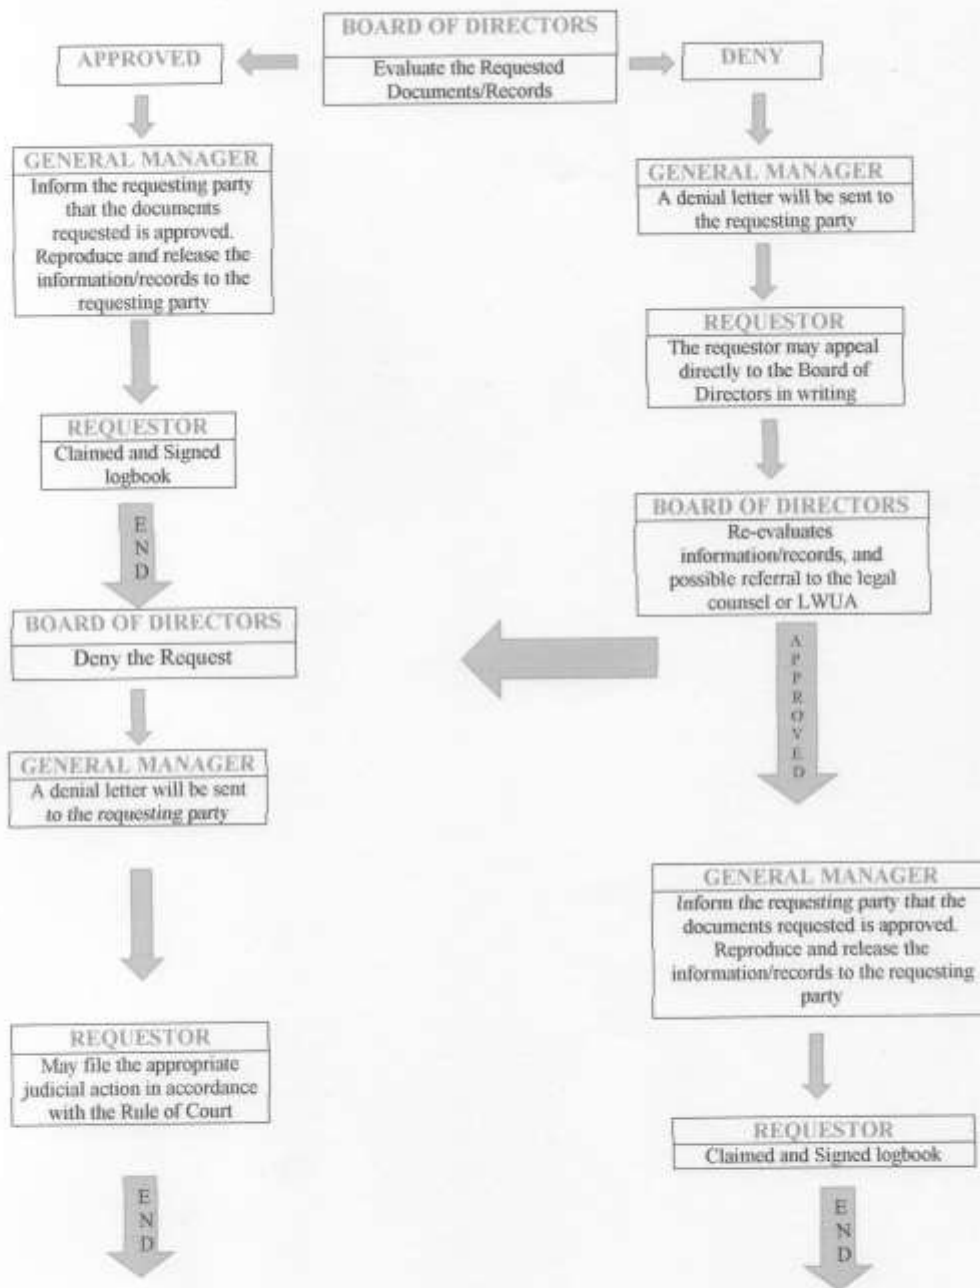 BOARD OF DIRECTORS
Evaluate the Requested
Documents/Records
APPROVED
DENY
GENERAL MANAGER
Inform the requesting party
that the documents
requested is approved.
Reproduce and release the
information/records to the
requesting party
REQUESTOR
Claimed and Signed
logbook
END
GENERAL MANAGER
A denial letter will be sent to
the requesting party
REQUESTOR
The requestor may appeal
directly to the Board of
Directors in writing
BOARD OF DIRECTORS
Re-evaluates
information/records, and
possible referral to the legal
counsel or LWUA
APPROVED
BOARD OF DIRECTORS
Deny the Request
GENERAL MANAGER
A denial letter will be sent
to the requesting party
REQUESTOR
May file the appropriate
judicial action in accordance
with the Rule of Court
END
GENERAL MANAGER
Inform the requesting party that the
documents requested is approved.
Reproduce and release the
information/records to the requesting
party
REQUESTOR
Claimed and Signed logbook
END